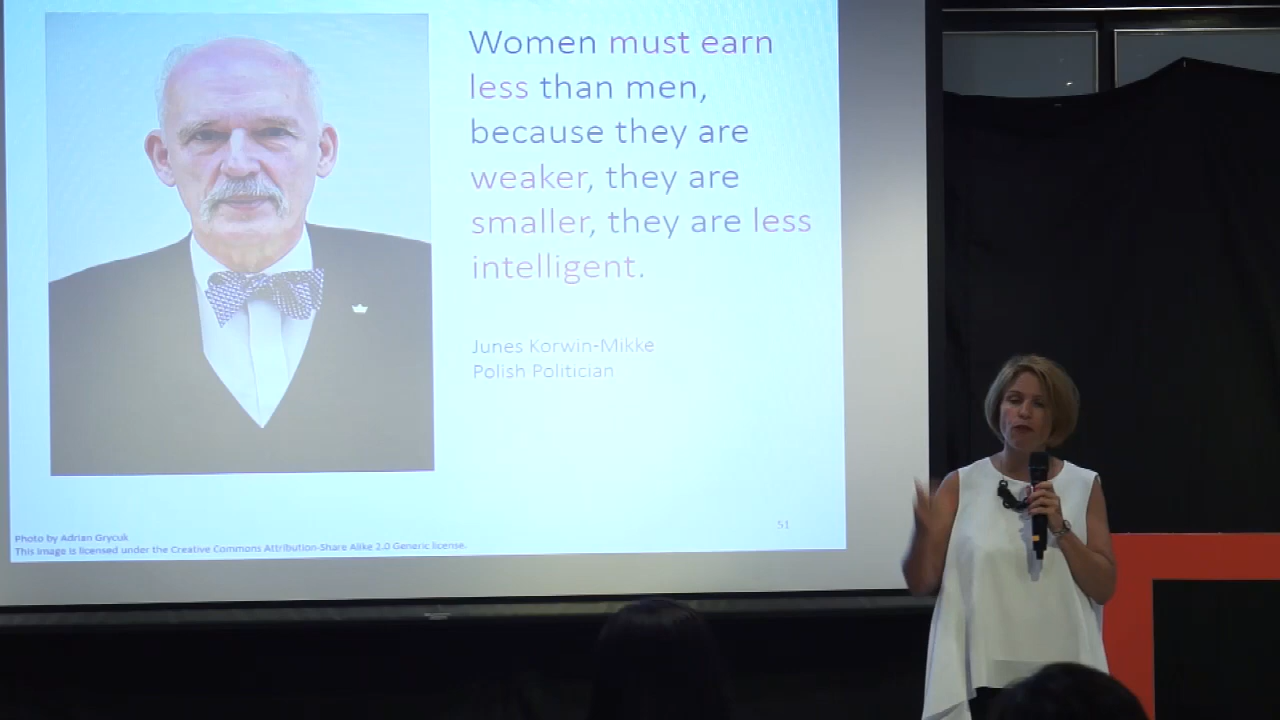 Women must earn
less than men,
because they are
weaker, they are
smaller, they are less
intelligent.
Junes Korwin-Mikke
Polish Politician
51
Photo by Adrian Grycuk
This image is licensed under the Creative Commons Attribution-Share Alike 2.0 Generic license.